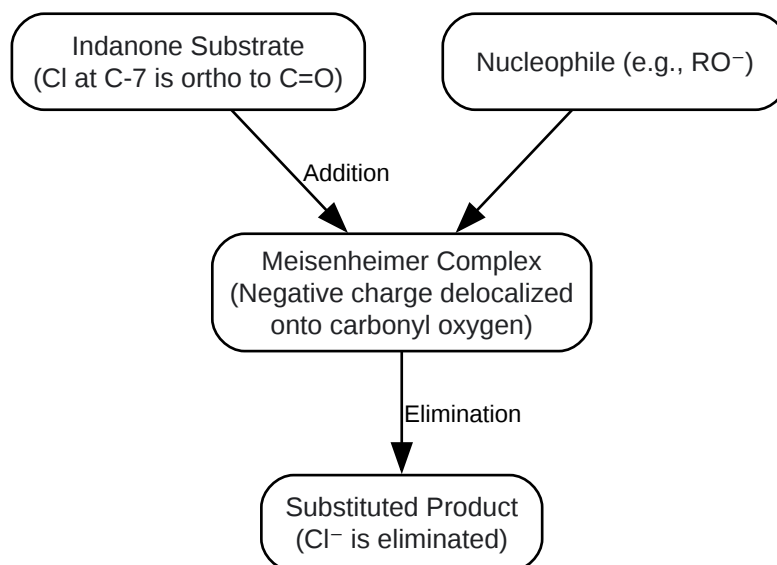 Indanone Substrate
(Cl at C-7 is ortho to C=O)
Nucleophile (e.g., RO⁻)
Addition
Meisenheimer Complex
(Negative charge delocalized
onto carbonyl oxygen)
Elimination
Substituted Product
(Cl⁻ is eliminated)